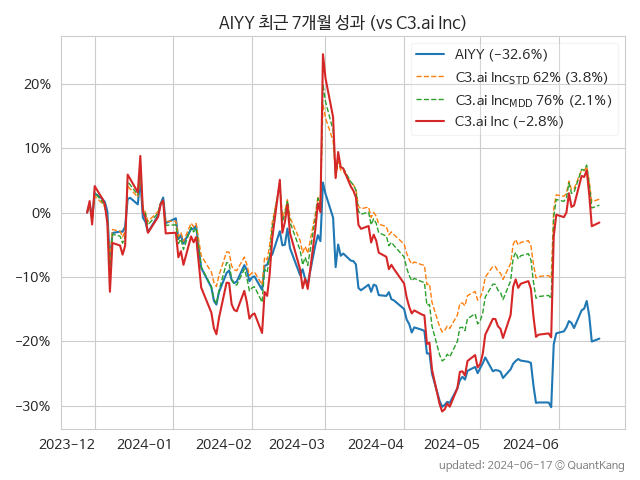 AIYY 최근 7개월 성과 (vs C3.ai Inc)
AIYY (−32.6%)
C3.ai Inc_STD 62% (3.8%)
C3.ai Inc_MDD 76% (2.1%)
C3.ai Inc (−2.8%)
20%
10%
0%
−10%
−20%
−30%
2023-12 2024-01 2024-02 2024-03 2024-04 2024-05 2024-06
updated: 2024-06-17 © QuantKang